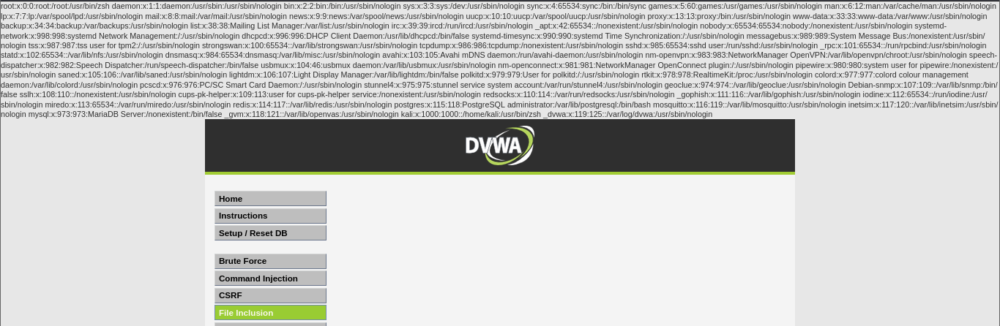 root:x:0:0:root:/root:/usr/bin/zsh daemon:x:1:1:daemon:/usr/sbin:/usr/sbin/nologin bin:x:2:2:bin:/bin:/usr/sbin/nologin sys:x:3:3:sys:/dev:/usr/sbin/nologin sync:x:4:65534:sync:/bin:/bin/sync games:x:5:60:games:/usr/games:/usr/sbin/nologin man:x:6:12:man:/var/cache/man:/usr/sbin/nologin
lp:x:7:7:lp:/var/spool/lpd:/usr/sbin/nologin mail:x:8:8:mail:/var/mail:/usr/sbin/nologin news:x:9:9:news:/var/spool/news:/usr/sbin/nologin uucp:x:10:10:uucp:/var/spool/uucp:/usr/sbin/nologin proxy:x:13:13:proxy:/bin:/usr/sbin/nologin www-data:x:33:33:www-data:/var/www:/usr/sbin/nologin
backup:x:34:34:backup:/var/backups:/usr/sbin/nologin list:x:38:38:Mailing List Manager:/var/list:/usr/sbin/nologin irc:x:39:39:ircd:/run/ircd:/usr/sbin/nologin _apt:x:42:65534::/nonexistent:/usr/sbin/nologin nobody:x:65534:65534:nobody:/nonexistent:/usr/sbin/nologin systemd-
network:x:998:998:systemd Network Management:/:/usr/sbin/nologin dhcpcd:x:996:996:DHCP Client Daemon:/usr/lib/dhcpcd:/bin/false systemd-timesync:x:990:990:systemd Time Synchronization:/:/usr/sbin/nologin messagebus:x:989:989:System Message Bus:/nonexistent:/usr/sbin/
nologin tss:x:987:987:tss user for tpm2:/:/usr/sbin/nologin strongswan:x:100:65534::/var/lib/strongswan:/usr/sbin/nologin tcpdump:x:986:986:tcpdump:/nonexistent:/usr/sbin/nologin sshd:x:985:65534:sshd user:/run/sshd:/usr/sbin/nologin _rpc:x:101:65534::/run/rpcbind:/usr/sbin/nologin
statd:x:102:65534::/var/lib/nfs:/usr/sbin/nologin dnsmasq:x:984:65534:dnsmasq:/var/lib/misc:/usr/sbin/nologin avahi:x:103:105:Avahi mDNS daemon:/run/avahi-daemon:/usr/sbin/nologin nm-openvpn:x:983:983:NetworkManager OpenVPN:/var/lib/openvpn/chroot:/usr/sbin/nologin speech-
dispatcher:x:982:982:Speech Dispatcher:/run/speech-dispatcher:/bin/false usbmux:x:104:46:usbmux daemon:/var/lib/usbmux:/usr/sbin/nologin nm-openconnect:x:981:981:NetworkManager OpenConnect plugin:/:/usr/sbin/nologin pipewire:x:980:980:system user for pipewire:/nonexistent:/
usr/sbin/nologin saned:x:105:106::/var/lib/saned:/usr/sbin/nologin lightdm:x:106:107:Light Display Manager:/var/lib/lightdm:/bin/false polkitd:x:979:979:User for polkitd:/:/usr/sbin/nologin rtkit:x:978:978:RealtimeKit:/proc:/usr/sbin/nologin colord:x:977:977:colord colour management
daemon:/var/lib/colord:/usr/sbin/nologin pcscd:x:976:976:PC/SC Smart Card Daemon:/:/usr/sbin/nologin stunnel4:x:975:975:stunnel service system account:/var/run/stunnel4:/usr/sbin/nologin geoclue:x:974:974::/var/lib/geoclue:/usr/sbin/nologin Debian-snmp:x:107:109::/var/lib/snmp:/bin/
false sslh:x:108:110::/nonexistent:/usr/sbin/nologin cups-pk-helper:x:109:113:user for cups-pk-helper service:/nonexistent:/usr/sbin/nologin redsocks:x:110:114::/var/run/redsocks:/usr/sbin/nologin _gophish:x:111:116::/var/lib/gophish:/usr/sbin/nologin iodine:x:112:65534::/run/iodine:/usr/
sbin/nologin miredo:x:113:65534::/var/run/miredo:/usr/sbin/nologin redis:x:114:117::/var/lib/redis:/usr/sbin/nologin postgres:x:115:118:PostgreSQL administrator:/var/lib/postgresql:/bin/bash mosquitto:x:116:119::/var/lib/mosquitto:/usr/sbin/nologin inetsim:x:117:120::/var/lib/inetsim:/usr/sbin/
nologin mysql:x:973:973:MariaDB Server:/nonexistent:/bin/false _gvm:x:118:121::/var/lib/openvas:/usr/sbin/nologin kali:x:1000:1000::/home/kali:/usr/bin/zsh _dvwa:x:119:125::/var/log/dvwa:/usr/sbin/nologin
DVWA
Home
Instructions
Setup / Reset DB
Brute Force
Command Injection
CSRF
File Inclusion